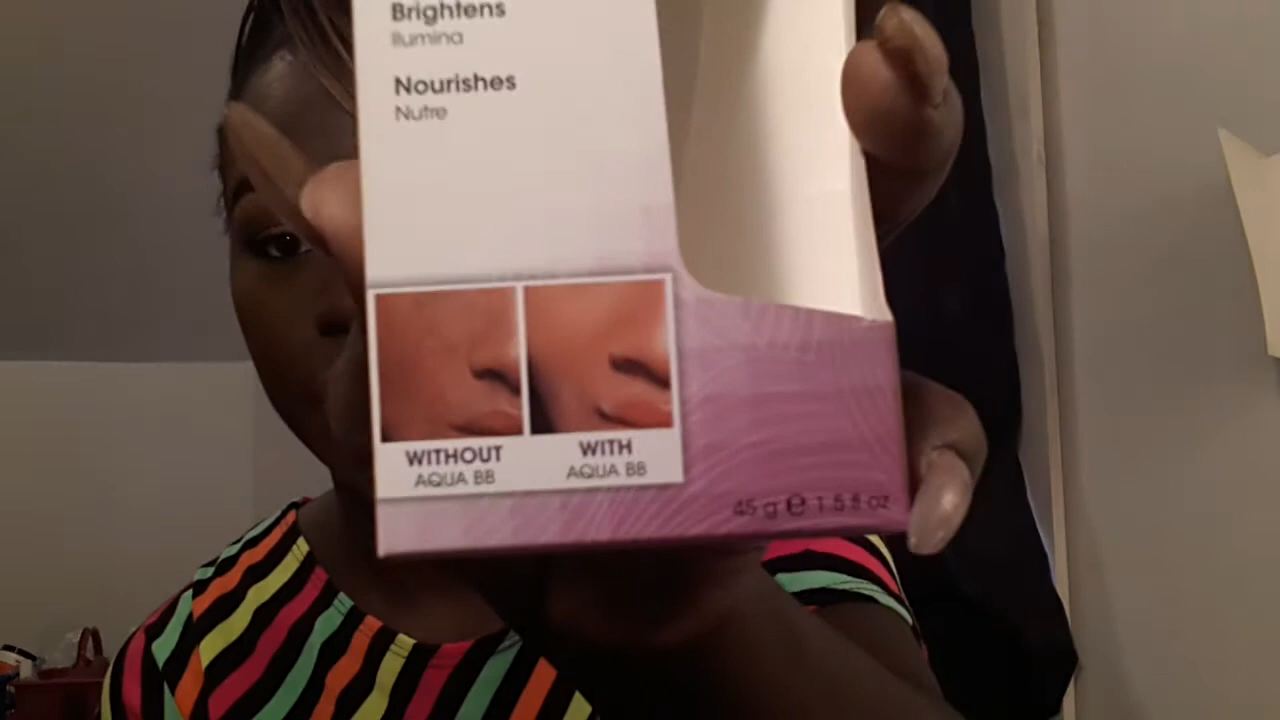 Brightens
Ilumina
Nourishes
Nutre
WITHOUT
AQUA BB
WITH
AQUA BB
45 g e 1.5 fl oz